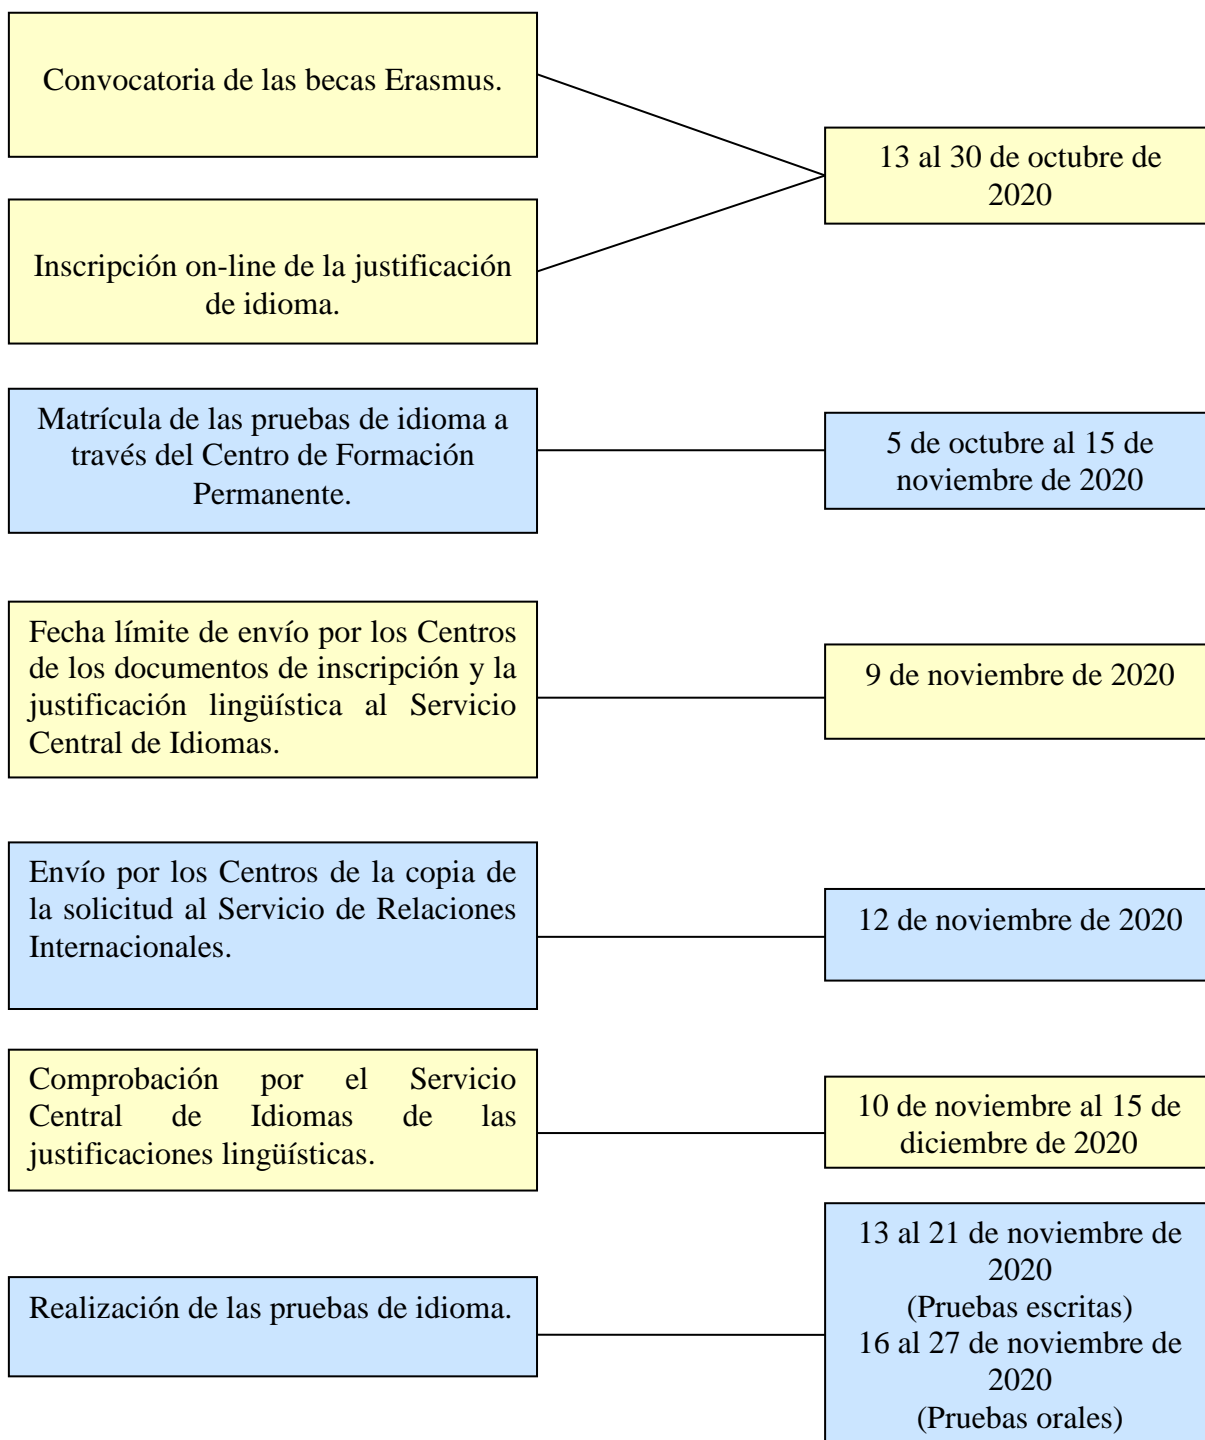 Convocatoria de las becas Erasmus.
13 al 30 de octubre de
2020
Inscripción on-line de la justificación
de idioma.
Matrícula de las pruebas de idioma a
través del Centro de Formación
Permanente.
5 de octubre al 15 de
noviembre de 2020
Fecha límite de envío por los Centros
de los documentos de inscripción y la
justificación lingüística al Servicio
Central de Idiomas.
9 de noviembre de 2020
Envío por los Centros de la copia de
la solicitud al Servicio de Relaciones
Internacionales.
12 de noviembre de 2020
Comprobación por el Servicio
Central de Idiomas de las
justificaciones lingüísticas.
10 de noviembre al 15 de
diciembre de 2020
Realización de las pruebas de idioma.
13 al 21 de noviembre de
2020
(Pruebas escritas)
16 al 27 de noviembre de
2020
(Pruebas orales)